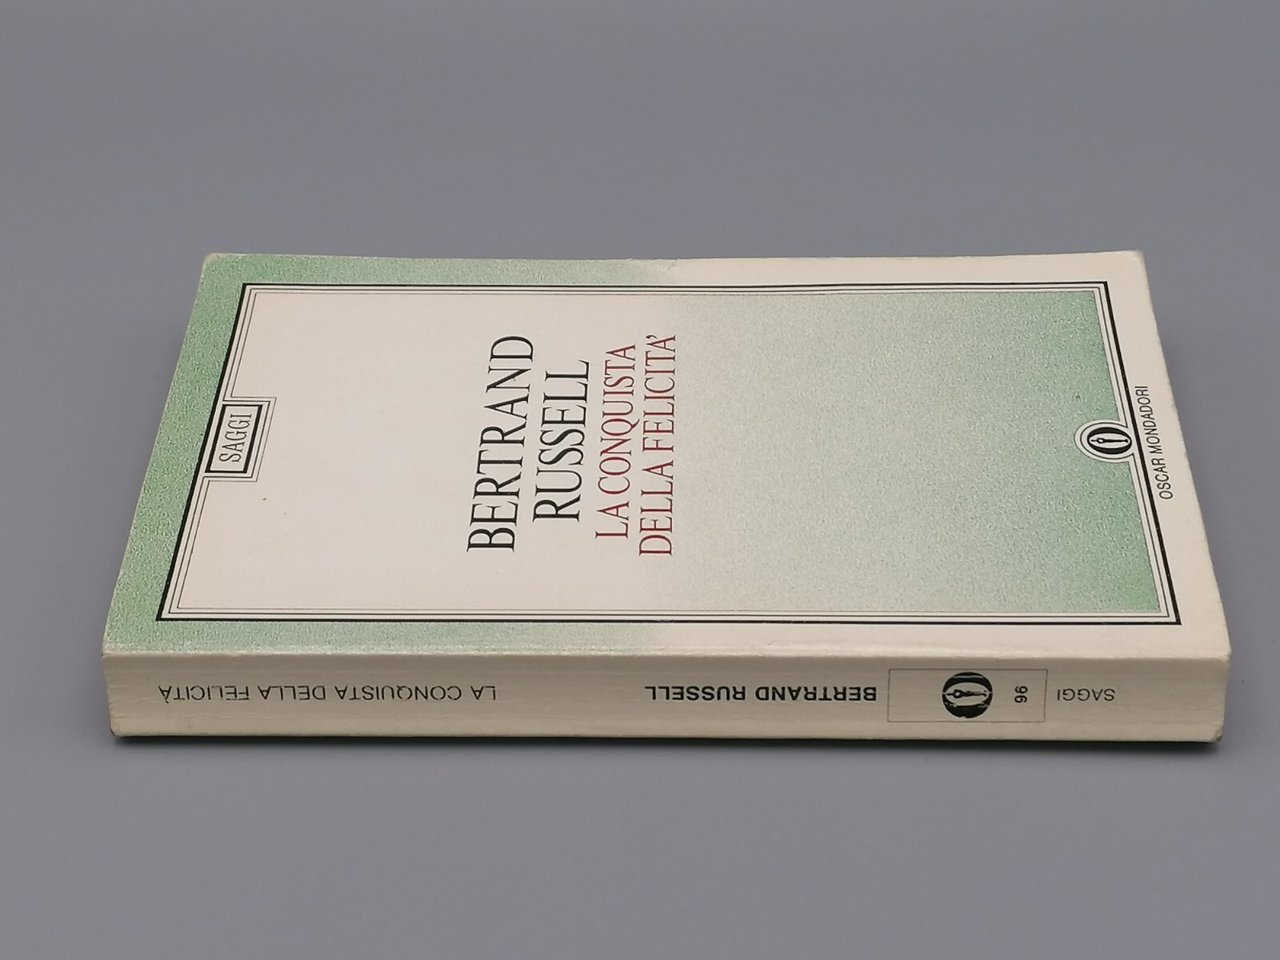 SAGGI
BERTRAND
RUSSELL
LA CONQUISTA
DELLA FELICITA’
OSCAR MONDADORI
LA CONQUISTA DELLA FELICITÀ
BERTRAND RUSSELL
96
SAGGI